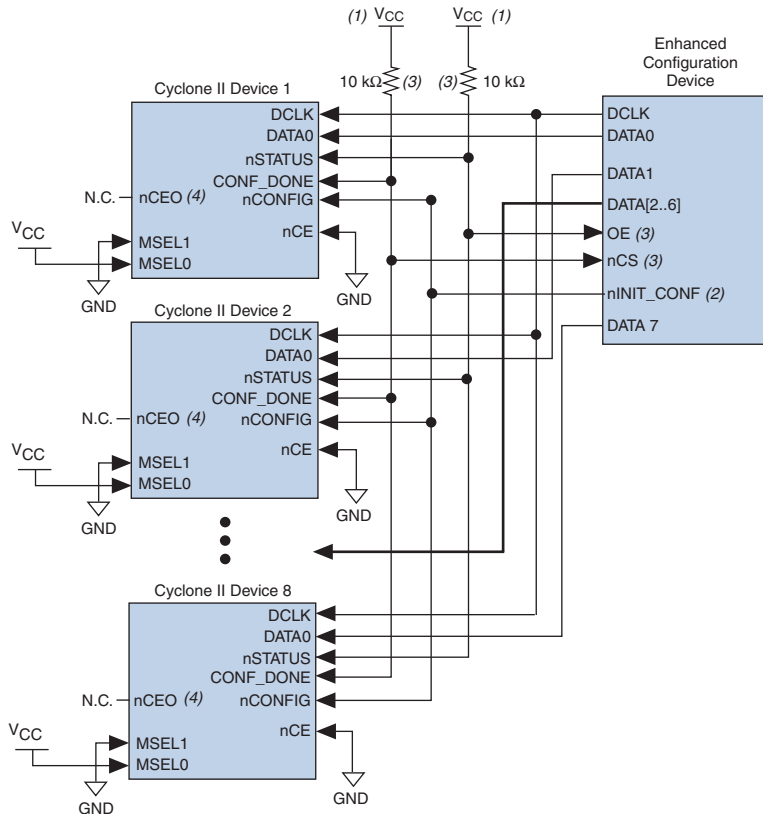 (1) VCC
VCC (1)
10 kΩ (3)
(3) 10 kΩ
Enhanced
Configuration
Device
DCLK
DATA0
DATA1
DATA[2..6]
OE (3)
nCS (3)
nINIT_CONF (2)
DATA 7
Cyclone II Device 1
DCLK
DATA0
nSTATUS
CONF_DONE
nCONFIG
nCE
N.C.
nCEO (4)
MSEL1
MSEL0
VCC
GND
GND
Cyclone II Device 2
DCLK
DATA0
nSTATUS
CONF_DONE
nCONFIG
nCE
N.C.
nCEO (4)
MSEL1
MSEL0
VCC
GND
GND
Cyclone II Device 8
DCLK
DATA0
nSTATUS
CONF_DONE
nCONFIG
nCE
N.C.
nCEO (4)
MSEL1
MSEL0
VCC
GND
GND